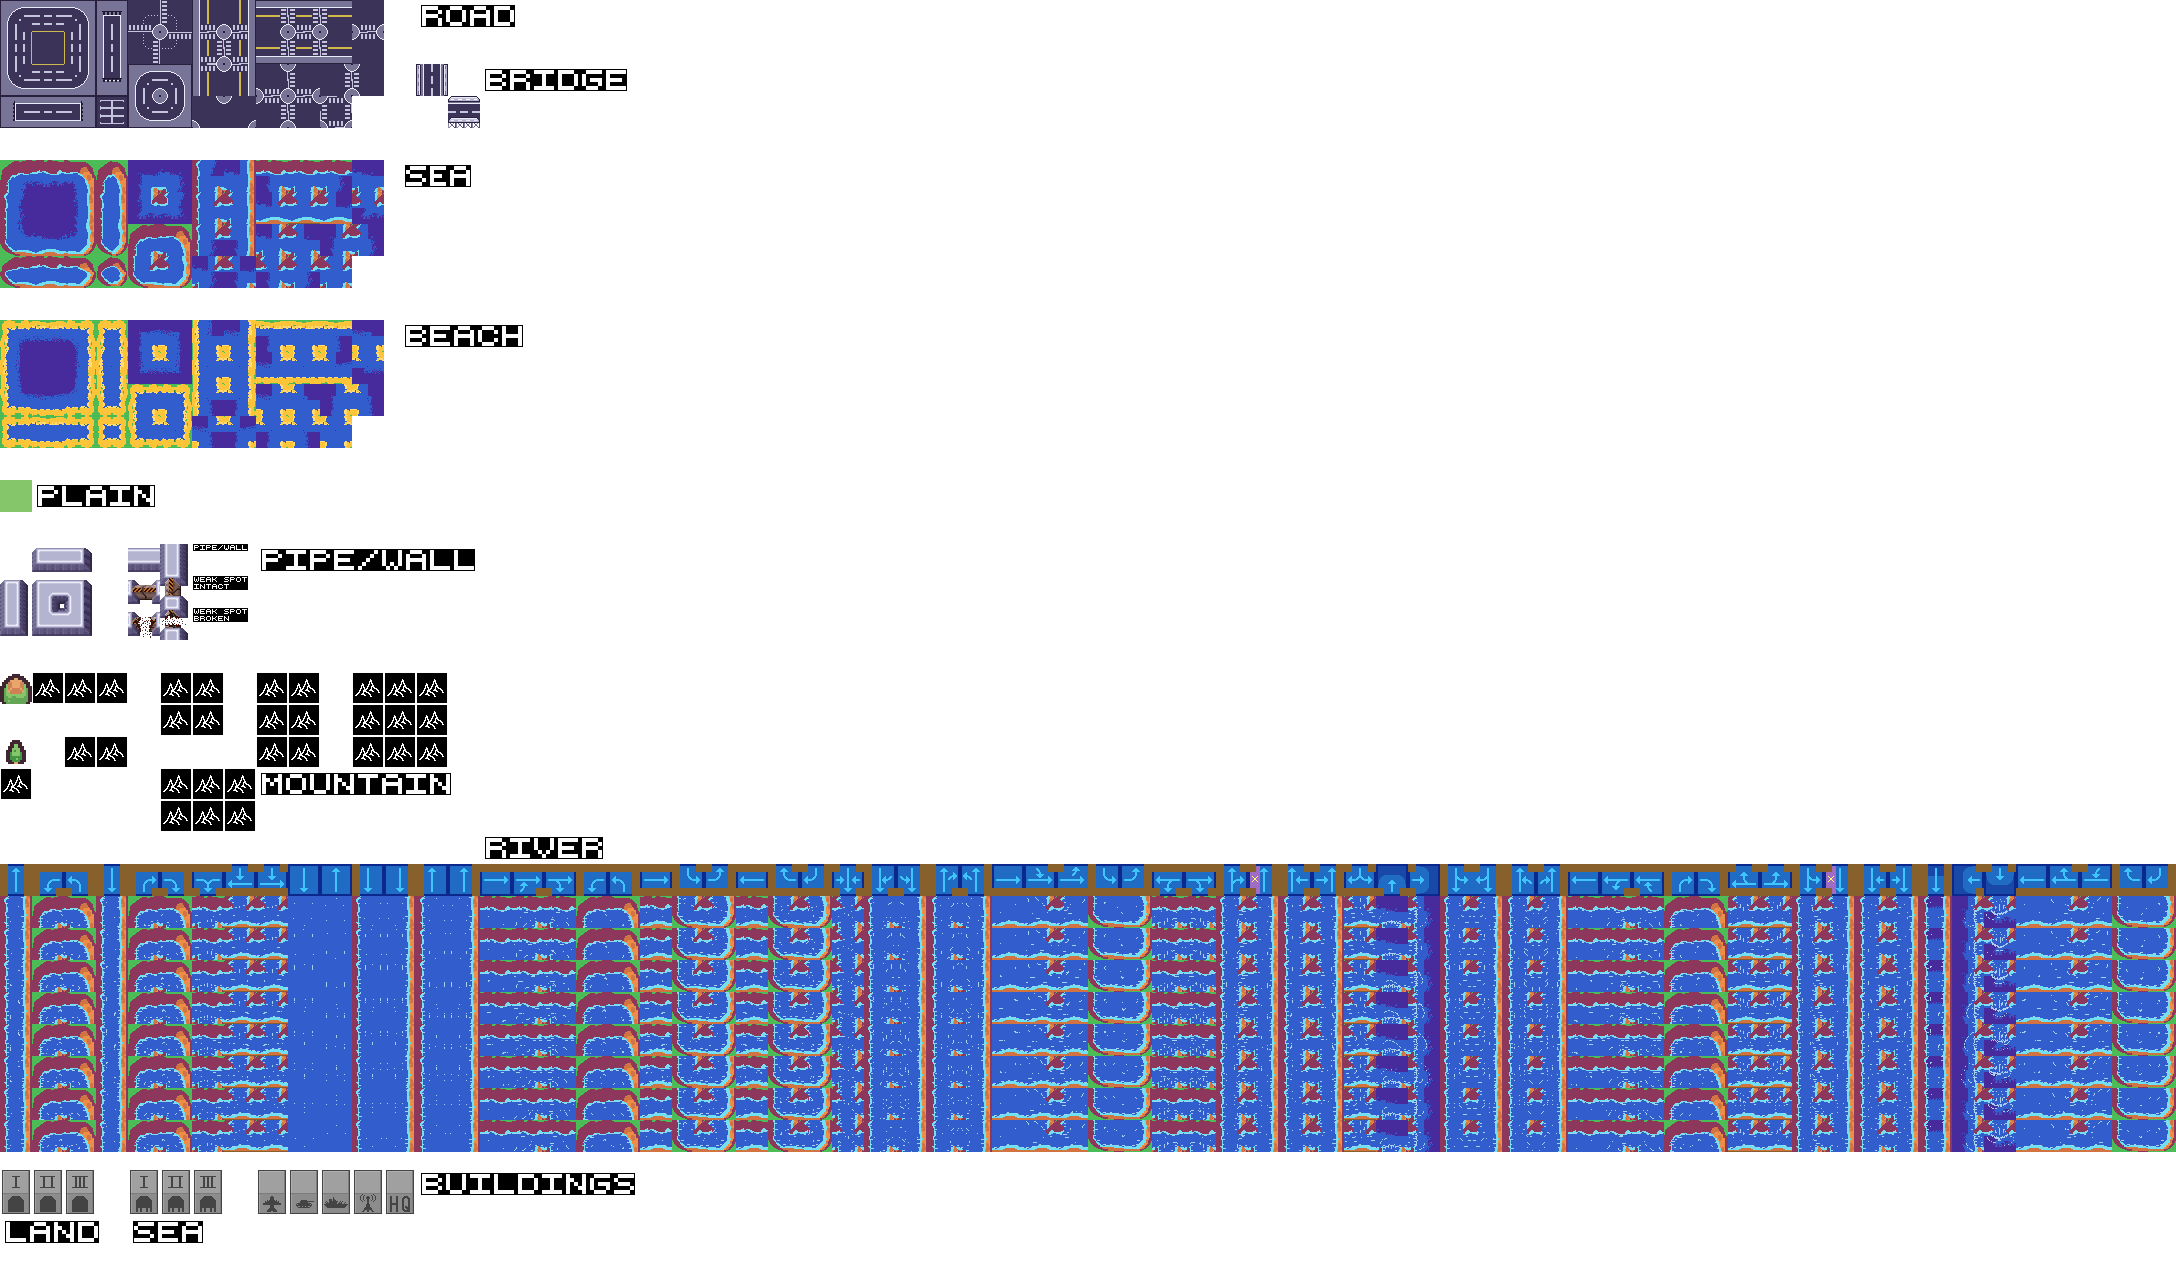 ROAD
BRIDGE
SEA
BEACH
PLAIN
PIPE/WALL
PIPE/WALL
WEAK SPOT
INTACT
WEAK SPOT
BROKEN
MOUNTAIN
RIVER
I II III I II III HQ
BUILDINGS
LAND SEA